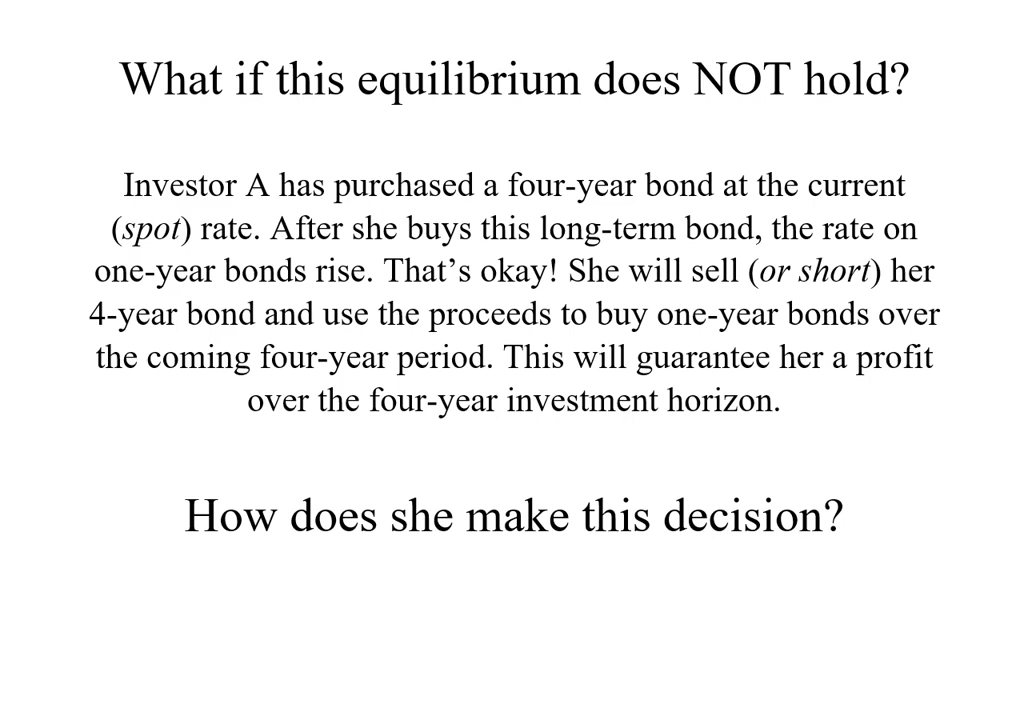 What if this equilibrium does NOT hold?
Investor A has purchased a four-year bond at the current
(spot) rate. After she buys this long-term bond, the rate on
one-year bonds rise. That’s okay! She will sell (or short) her
4-year bond and use the proceeds to buy one-year bonds over
the coming four-year period. This will guarantee her a profit
over the four-year investment horizon.
How does she make this decision?